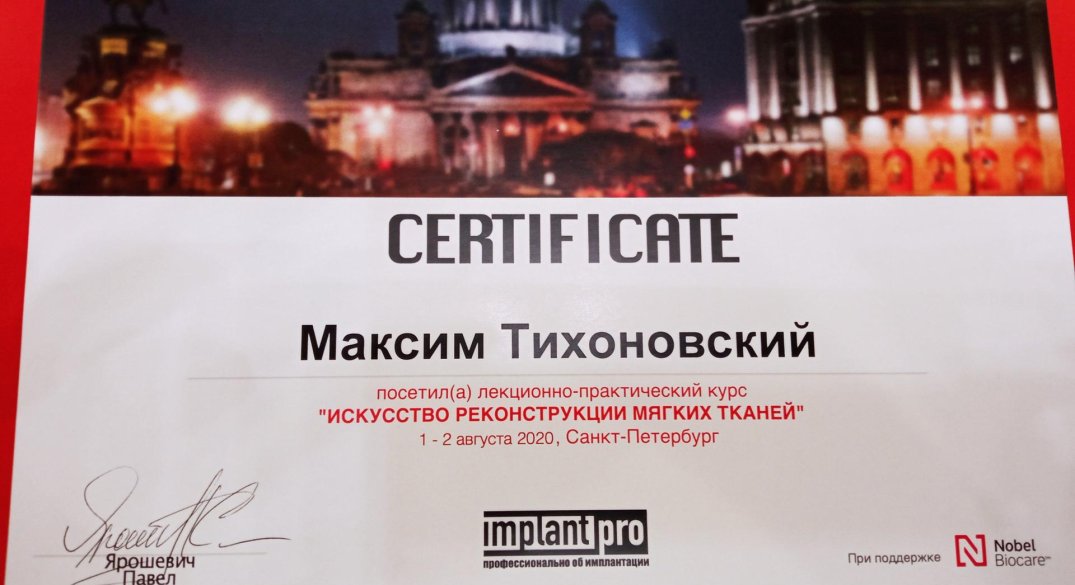 CERTIFICATE
Максим Тихоновский
посетил(а) лекционно-практический курс
"ИСКУССТВО РЕКОНСТРУКЦИИ МЯГКИХ ТКАНЕЙ"
1 - 2 августа 2020, Санкт-Петербург
Ярошевич
Павел
implant pro
профессионально об имплантации
При поддержке
Nobel
Biocare™